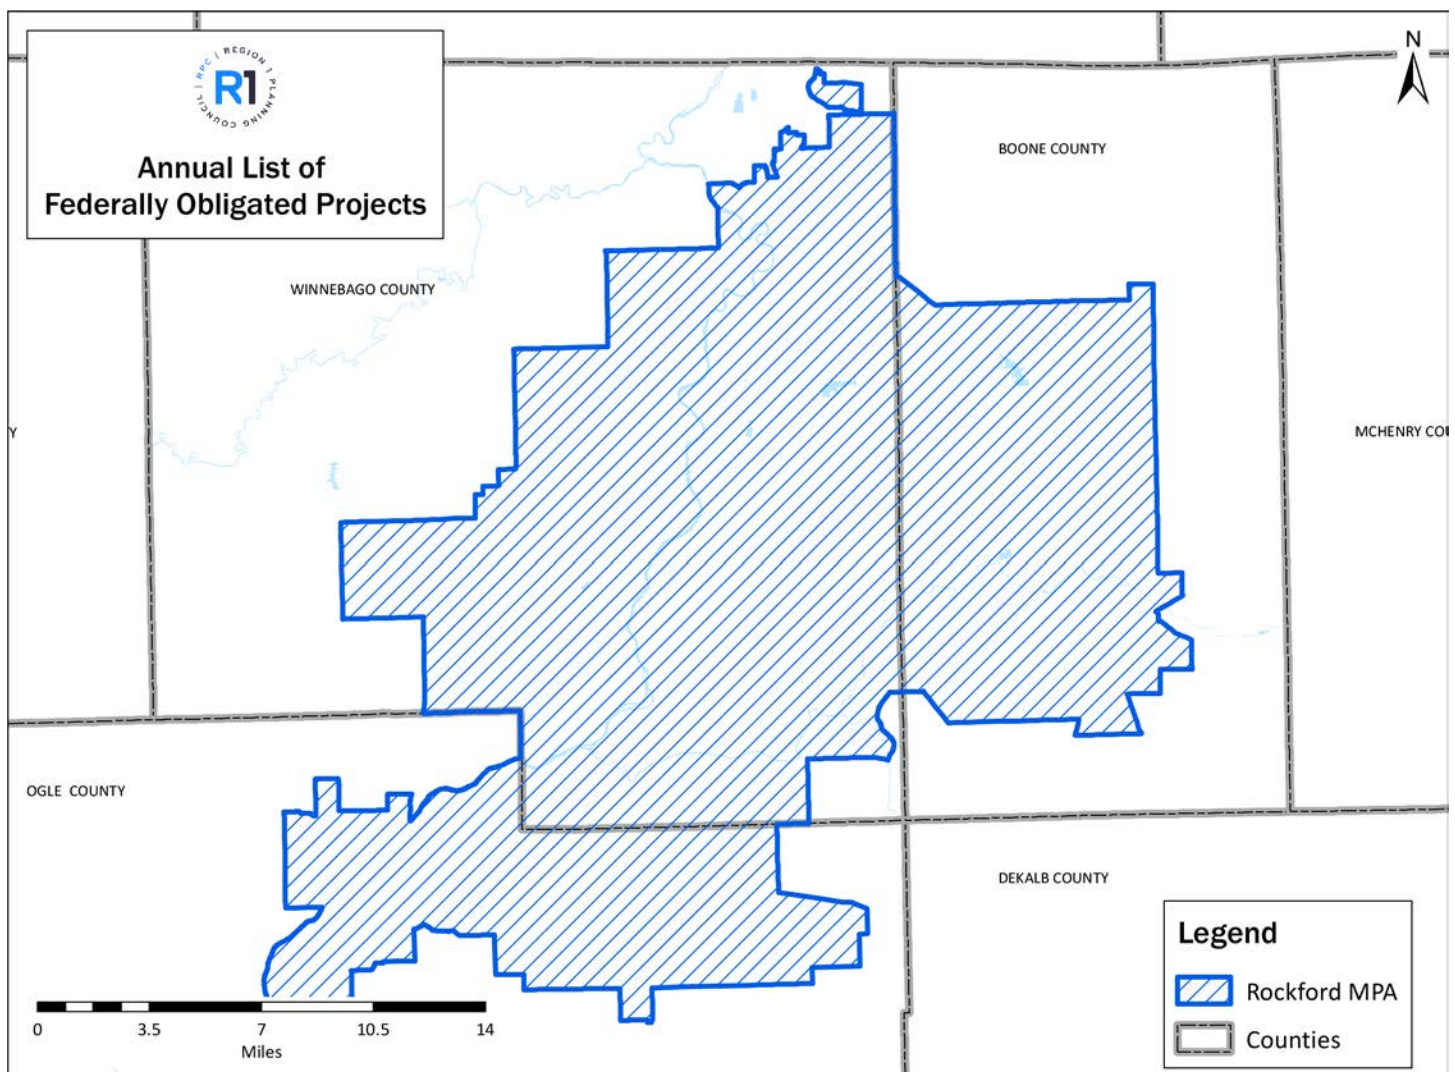 RPC | REGION 1 PLANNING COUNCIL |
R1
Annual List of
Federally Obligated Projects
N
BOONE COUNTY
WINNEBAGO COUNTY
Y
MCHENRY COU
OGLE  COUNTY
DEKALB COUNTY
Legend
Rockford MPA
Counties
0 3.5 7 10.5 14
Miles